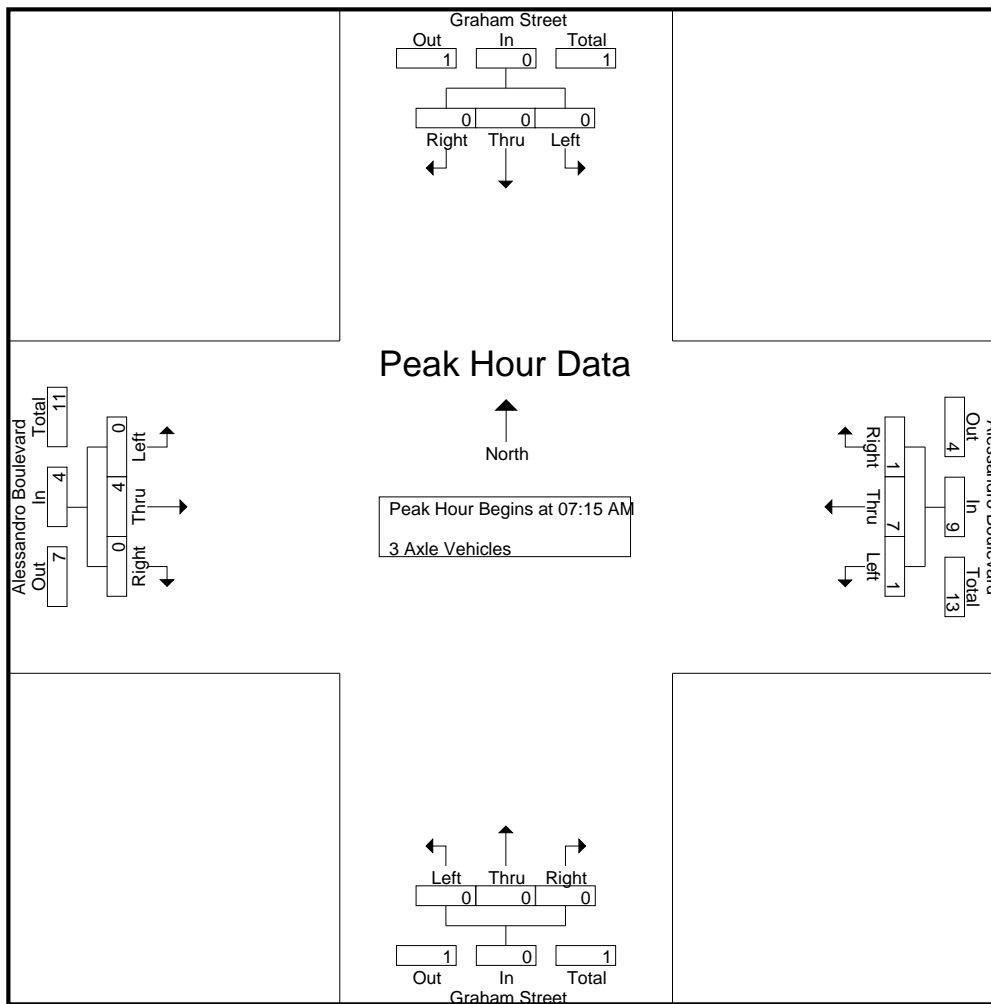 Graham Street
Out In Total
1 0 1
0 0 0
Right Thru Left
Peak Hour Data
North
Peak Hour Begins at 07:15 AM
3 Axle Vehicles
Alessandro Boulevard
Out In Total
7 4 11
Left Thru Right
0 4 0
Alessandro Boulevard
Out In Total
4 9 13
Right Thru Left
1 7 1
Left Thru Right
0 0 0
1 0 1
Out In Total
Graham Street